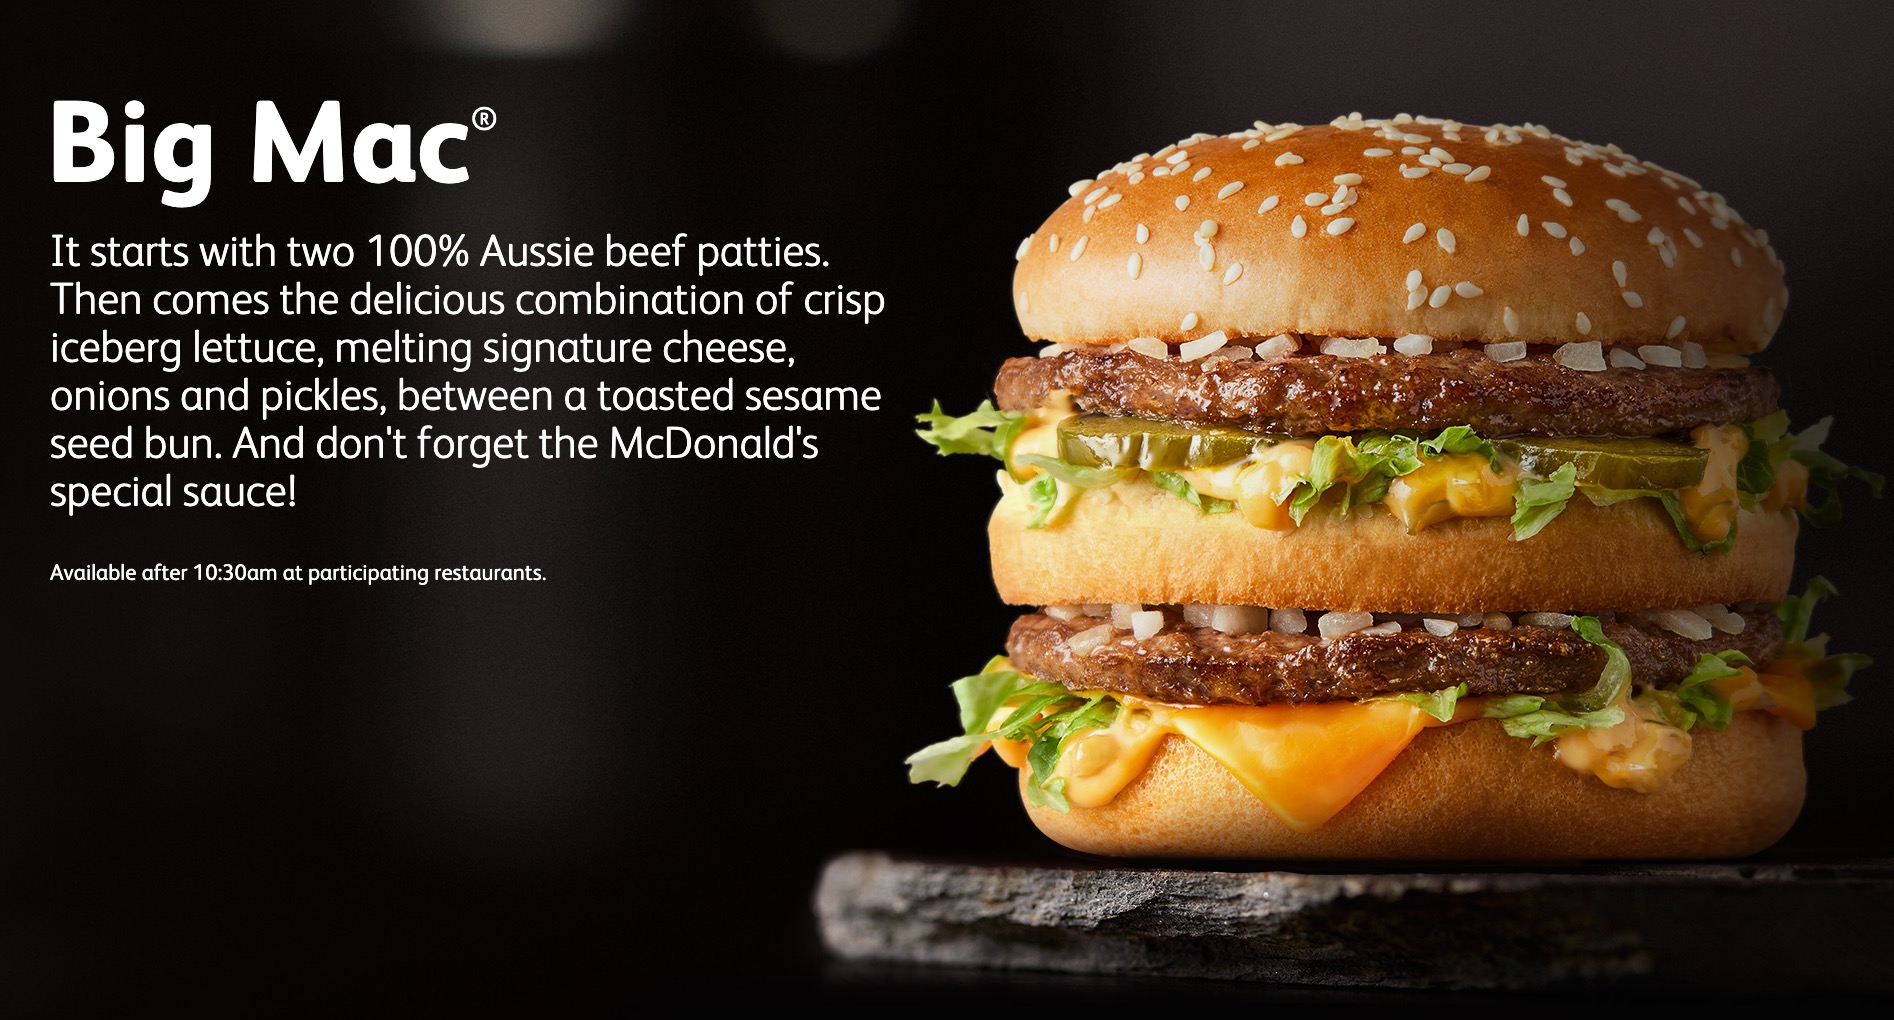 Big Mac®
It starts with two 100% Aussie beef patties.
Then comes the delicious combination of crisp
iceberg lettuce, melting signature cheese,
onions and pickles, between a toasted sesame
seed bun. And don't forget the McDonald's
special sauce!
Available after 10:30am at participating restaurants.